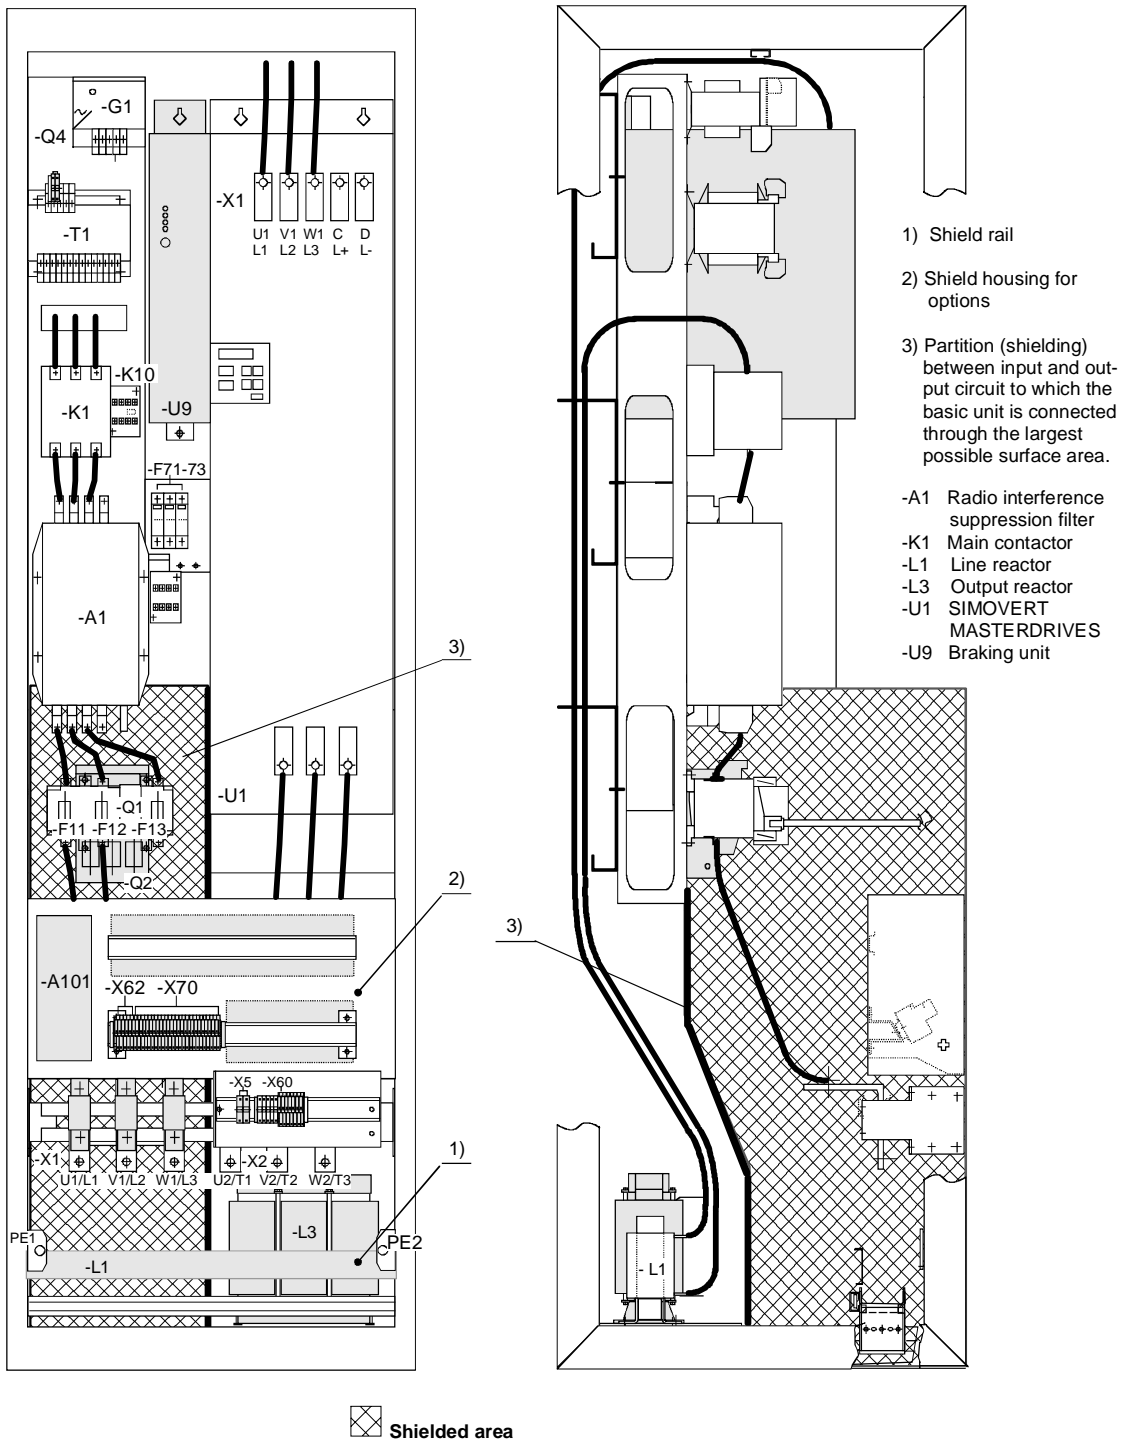 -G1
-Q4
-X1
U1 V1 W1 C D
L1 L2 L3 L+ L-
-T1
-K10
-K1
-U9
-F71-73
-A1
3)
-U1
-Q1
-F11 -F12 -F13
-Q2
2)
-A101
-X62 -X70
-X5 -X60
-X1
-X2
1)
U1/L1 V1/L2 W1/L3 U2/T1 V2/T2 W2/T3
-L3
PE1
PE2
-L1
3)
- L1
1) Shield rail
2) Shield housing for
options
3) Partition (shielding)
between input and out-
put circuit to which the
basic unit is connected
through the largest
possible surface area.
-A1 Radio interference
suppression filter
-K1 Main contactor
-L1 Line reactor
-L3 Output reactor
-U1 SIMOVERT
MASTERDRIVES
-U9 Braking unit
Shielded area